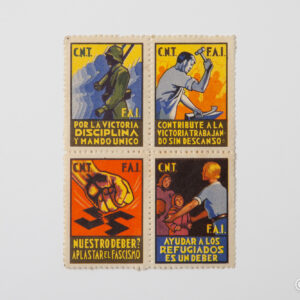 C.N.T.
F.A.I.
POR LA VICTORIA
DISCIPLINA
Y MANDO UNICO
C.N.T. F.A.I.
CONTRIBUTE A LA
VICTORIA TRABAJAN
DO SIN DESCANSO
C.N.T. F.A.I.
NUESTRO DEBER?
APLASTAR EL FASCISMO
C.N.T.
F.A.I.
AYUDAR A LOS
REFUGIADOS
ES UN DEBER